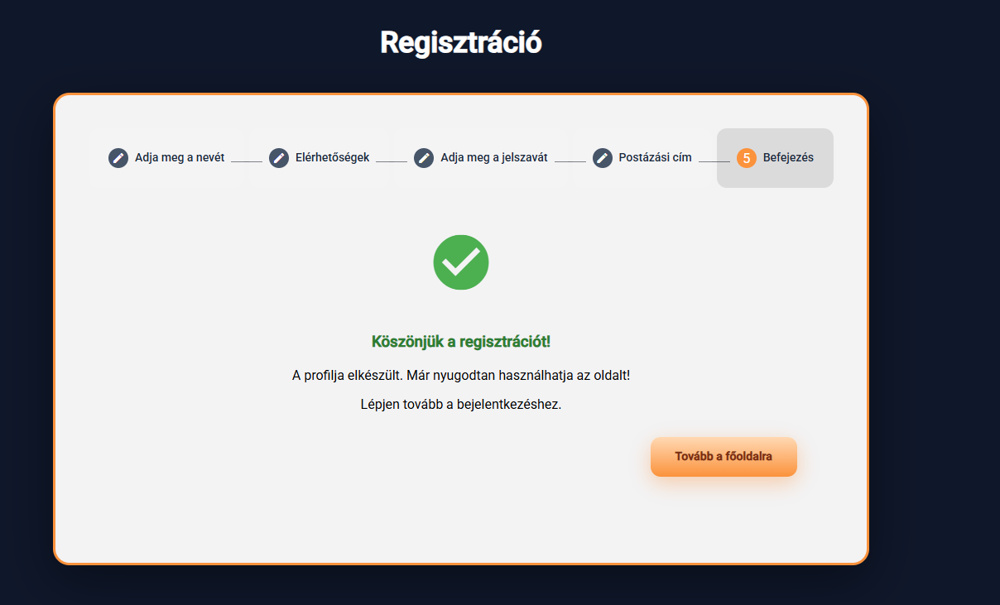 Regisztráció
Adja meg a nevét Elérhetőségek Adja meg a jelszavát Postázási cím 5 Befejezés
Köszönjük a regisztrációt!
A profilja elkészült. Már nyugodtan használhatja az oldalt!
Lépjen tovább a bejelentkezéshez.
Tovább a főoldalra